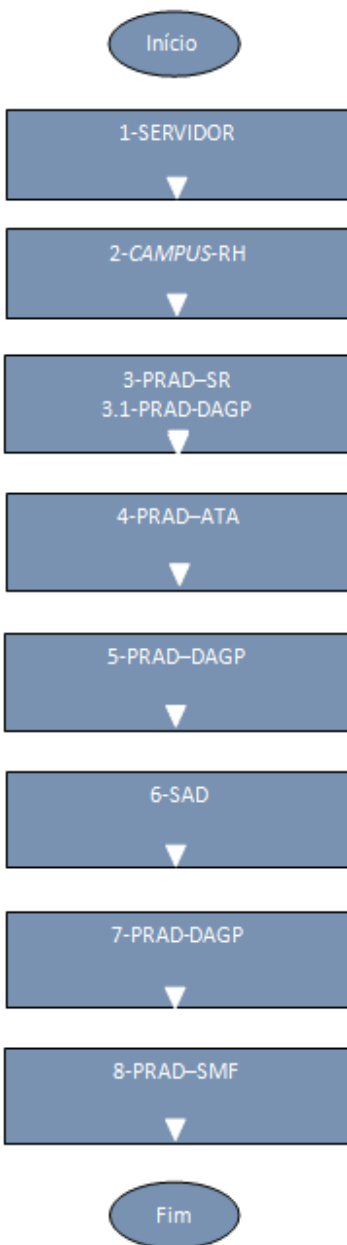 Início
1-SERVIDOR
2-CAMPUS-RH
3-PRAD–SR
3.1-PRAD-DAGP
4-PRAD–ATA
5-PRAD–DAGP
6-SAD
7-PRAD-DAGP
8-PRAD–SMF
Fim